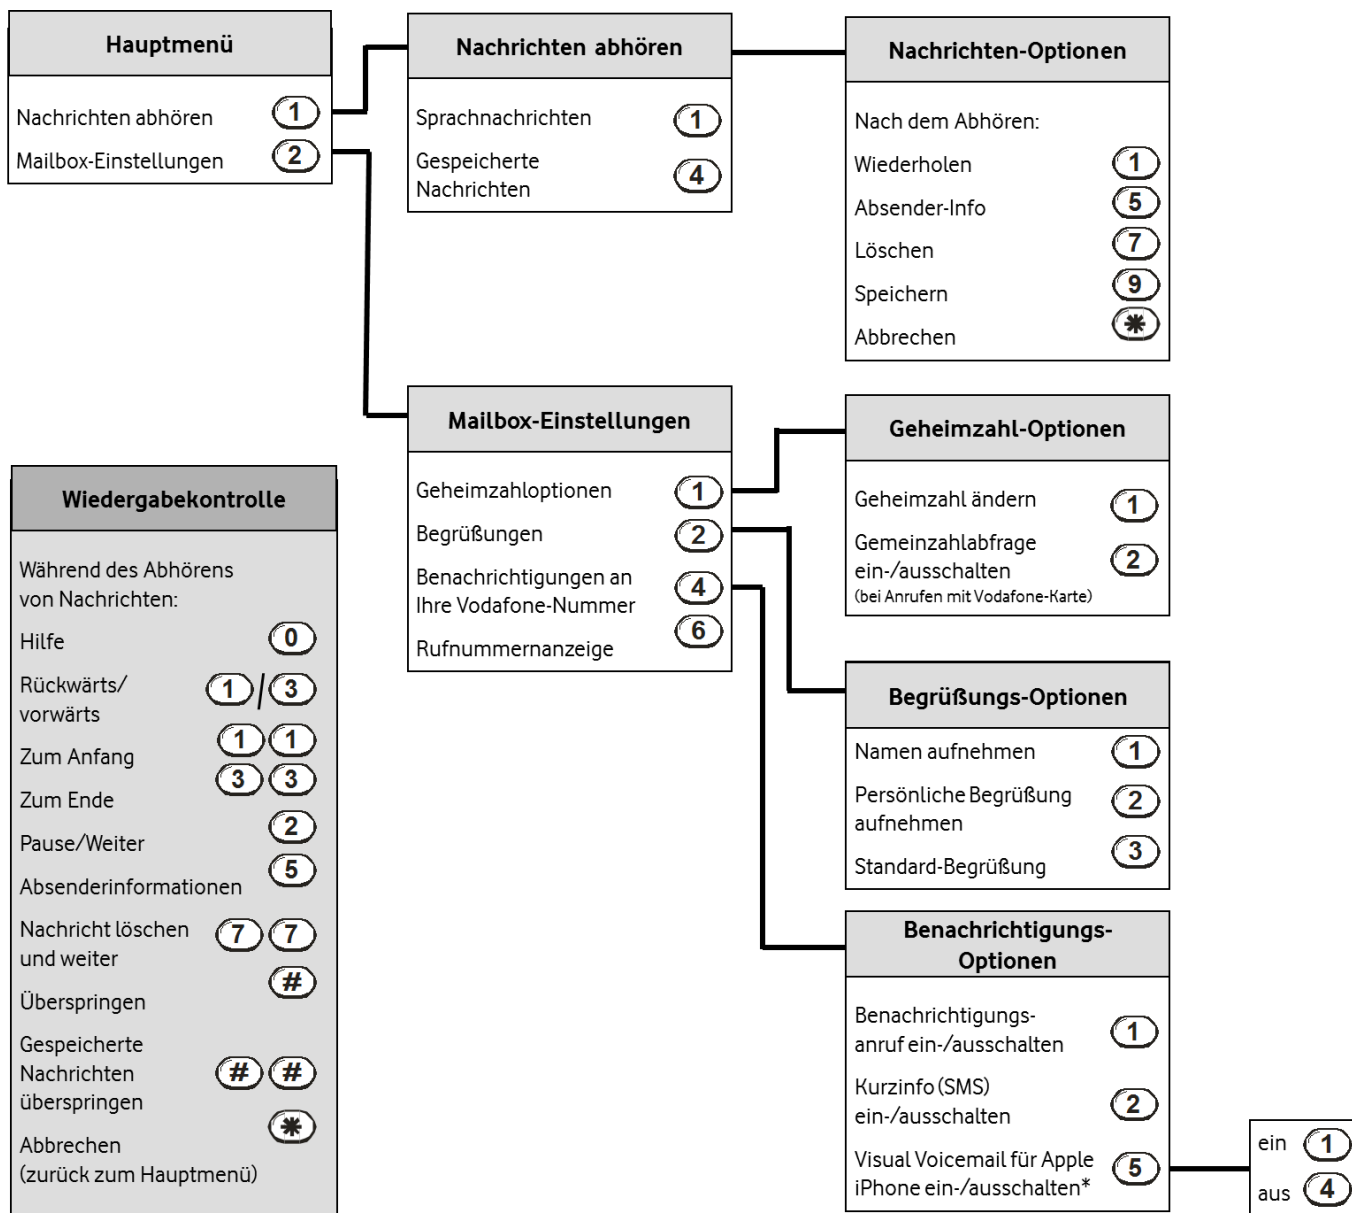 Hauptmenü
Nachrichten abhören 1
Mailbox-Einstellungen 2
Nachrichten abhören
Sprachnachrichten 1
Gespeicherte
Nachrichten 4
Nachrichten-Optionen
Nach dem Abhören:
Wiederholen 1
Absender-Info 5
Löschen 7
Speichern 9
Abbrechen *
Mailbox-Einstellungen
Geheimzahloptionen 1
Begrüßungen 2
Benachrichtigungen an
Ihre Vodafone-Nummer 4
Rufnummernanzeige 6
Geheimzahl-Optionen
Geheimzahl ändern 1
Gemeinzahlabfrage
ein-/ausschalten 2
(bei Anrufen mit Vodafone-Karte)
Begrüßungs-Optionen
Namen aufnehmen 1
Persönliche Begrüßung
aufnehmen 2
Standard-Begrüßung 3
Benachrichtigungs-
Optionen
Benachrichtigungs-
anruf ein-/ausschalten 1
Kurzinfo (SMS)
ein-/ausschalten 2
Visual Voicemail für Apple
iPhone ein-/ausschalten* 5
ein 1
aus 4
Wiedergabekontrolle
Während des Abhörens
von Nachrichten:
Hilfe 0
Rückwärts/
vorwärts 1/3
Zum Anfang 1 1
Zum Ende 3 3
Pause/Weiter 2
Absenderinformationen 5
Nachricht löschen
und weiter 7 7
Überspringen #
Gespeicherte
Nachrichten
überspringen # #
Abbrechen *
(zurück zum Hauptmenü)